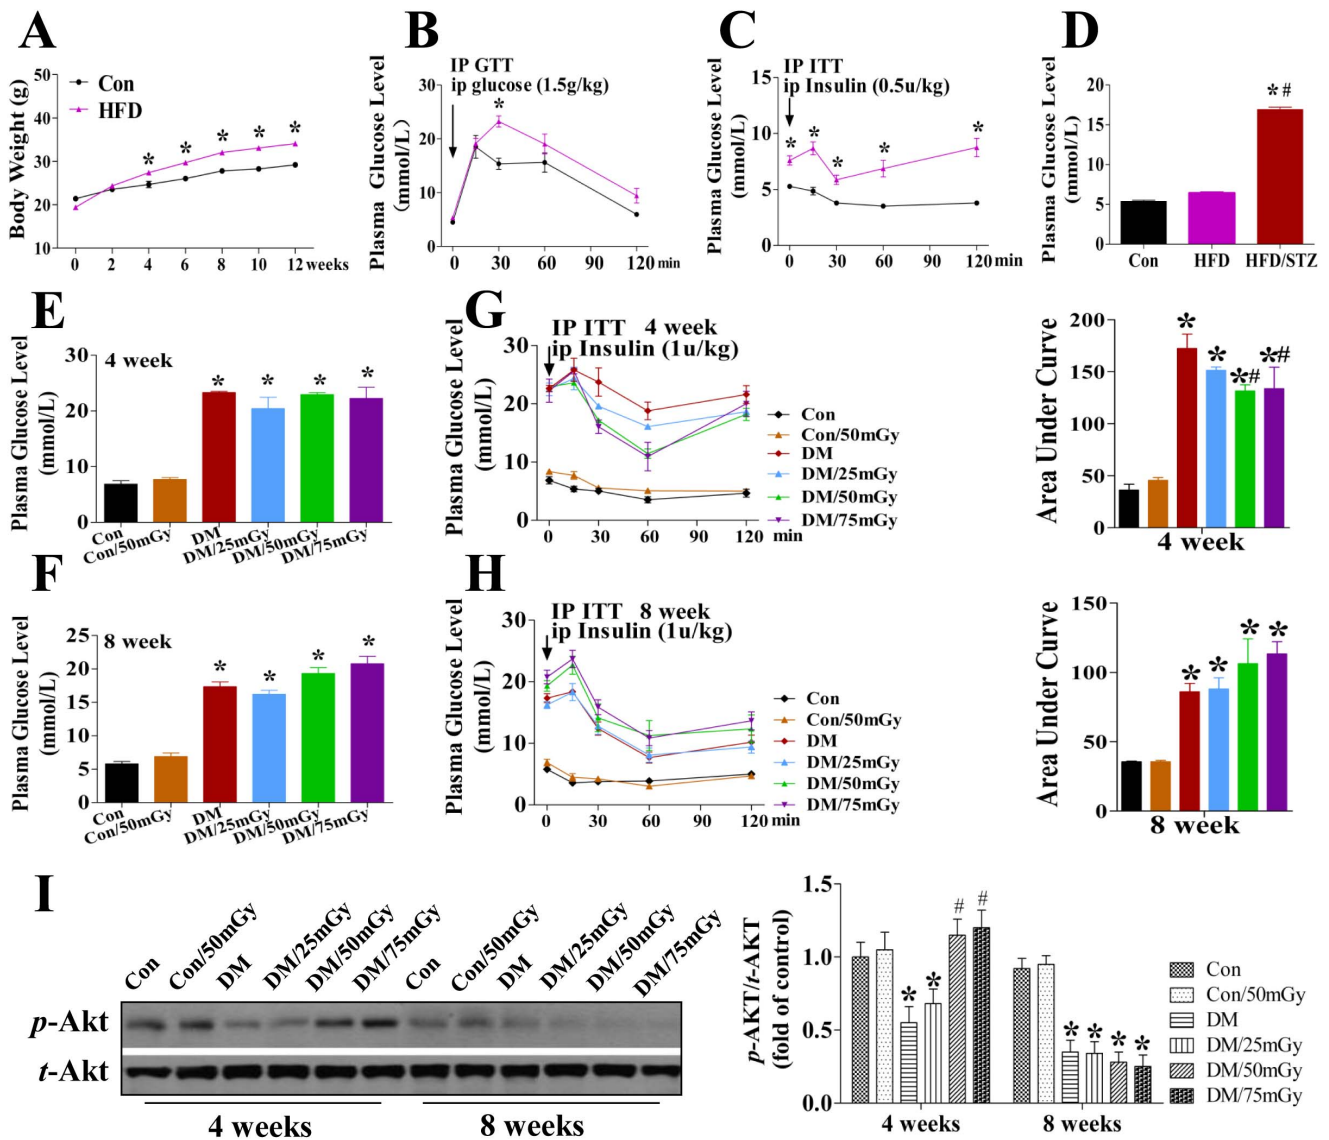 A
B
C
D
Body Weight (g)
50
40
30
20
10
Con
HFD
*
*
*
*
*
0
2
4
6
8
10
12 weeks
Plasma Glucose Level
(mmol/L)
IP GTT
ip glucose (1.5g/kg)
30
20
10
0
*
0
30
60
90
120 min
Plasma Glucose Level
(mmol/L)
IP ITT
ip Insulin (0.5u/kg)
15
10
5
0
*
*
*
*
*
0
30
60
90
120 min
Plasma Glucose Level
(mmol/L)
20
15
10
5
0
*#
Con
HFD
HFD/STZ
E
Plasma Glucose Level
(mmol/L)
4 week
30
20
10
0
*
*
*
*
Con
Con/50mGy
DM
DM/25mGy
DM/50mGy
DM/75mGy
G
Plasma Glucose Level
(mmol/L)
IP ITT 4 week
ip Insulin (1u/kg)
30
20
10
0
0
30
60
90
120
min
Con
Con/50mGy
DM
DM/25mGy
DM/50mGy
DM/75mGy
Area Under Curve
200
150
100
50
0
*
*
*#
*#
4 week
F
Plasma Glucose Level
(mmol/L)
8 week
25
20
15
10
5
0
*
*
*
*
Con
Con/50mGy
DM
DM/25mGy
DM/50mGy
DM/75mGy
H
Plasma Glucose Level
(mmol/L)
IP ITT 8 week
ip Insulin (1u/kg)
30
20
10
0
0
30
60
90
120 min
Con
Con/50mGy
DM
DM/25mGy
DM/50mGy
DM/75mGy
Area Under Curve
150
100
50
0
*
*
*
*
8 week
I
Con
Con/50mGy
DM
DM/25mGy
DM/50mGy
DM/75mGy
Con
Con/50mGy
DM
DM/25mGy
DM/50mGy
DM/75mGy
p-Akt
t-Akt
4 weeks
8 weeks
p-AKT/t-AKT
(fold of control)
1.5
1.0
0.5
0.0
*
*
#
#
*
*
*
*
4 weeks
8 weeks
Con
Con/50mGy
DM
DM/25mGy
DM/50mGy
DM/75mGy